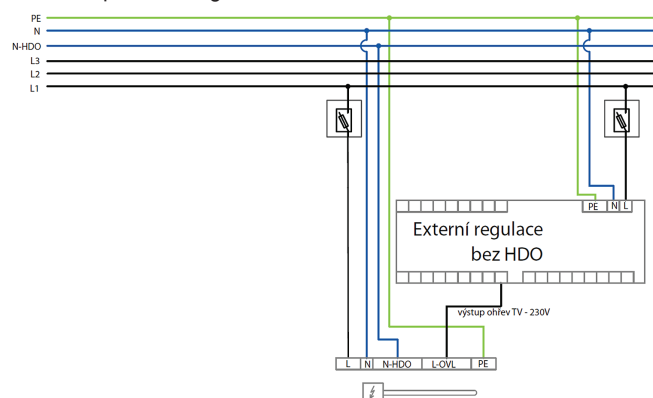 PE
N
N-HDO
L3
L2
L1
PE N L
Externí regulace
bez HDO
výstup ohřev TV - 230V
L N N-HDO L-OVL PE